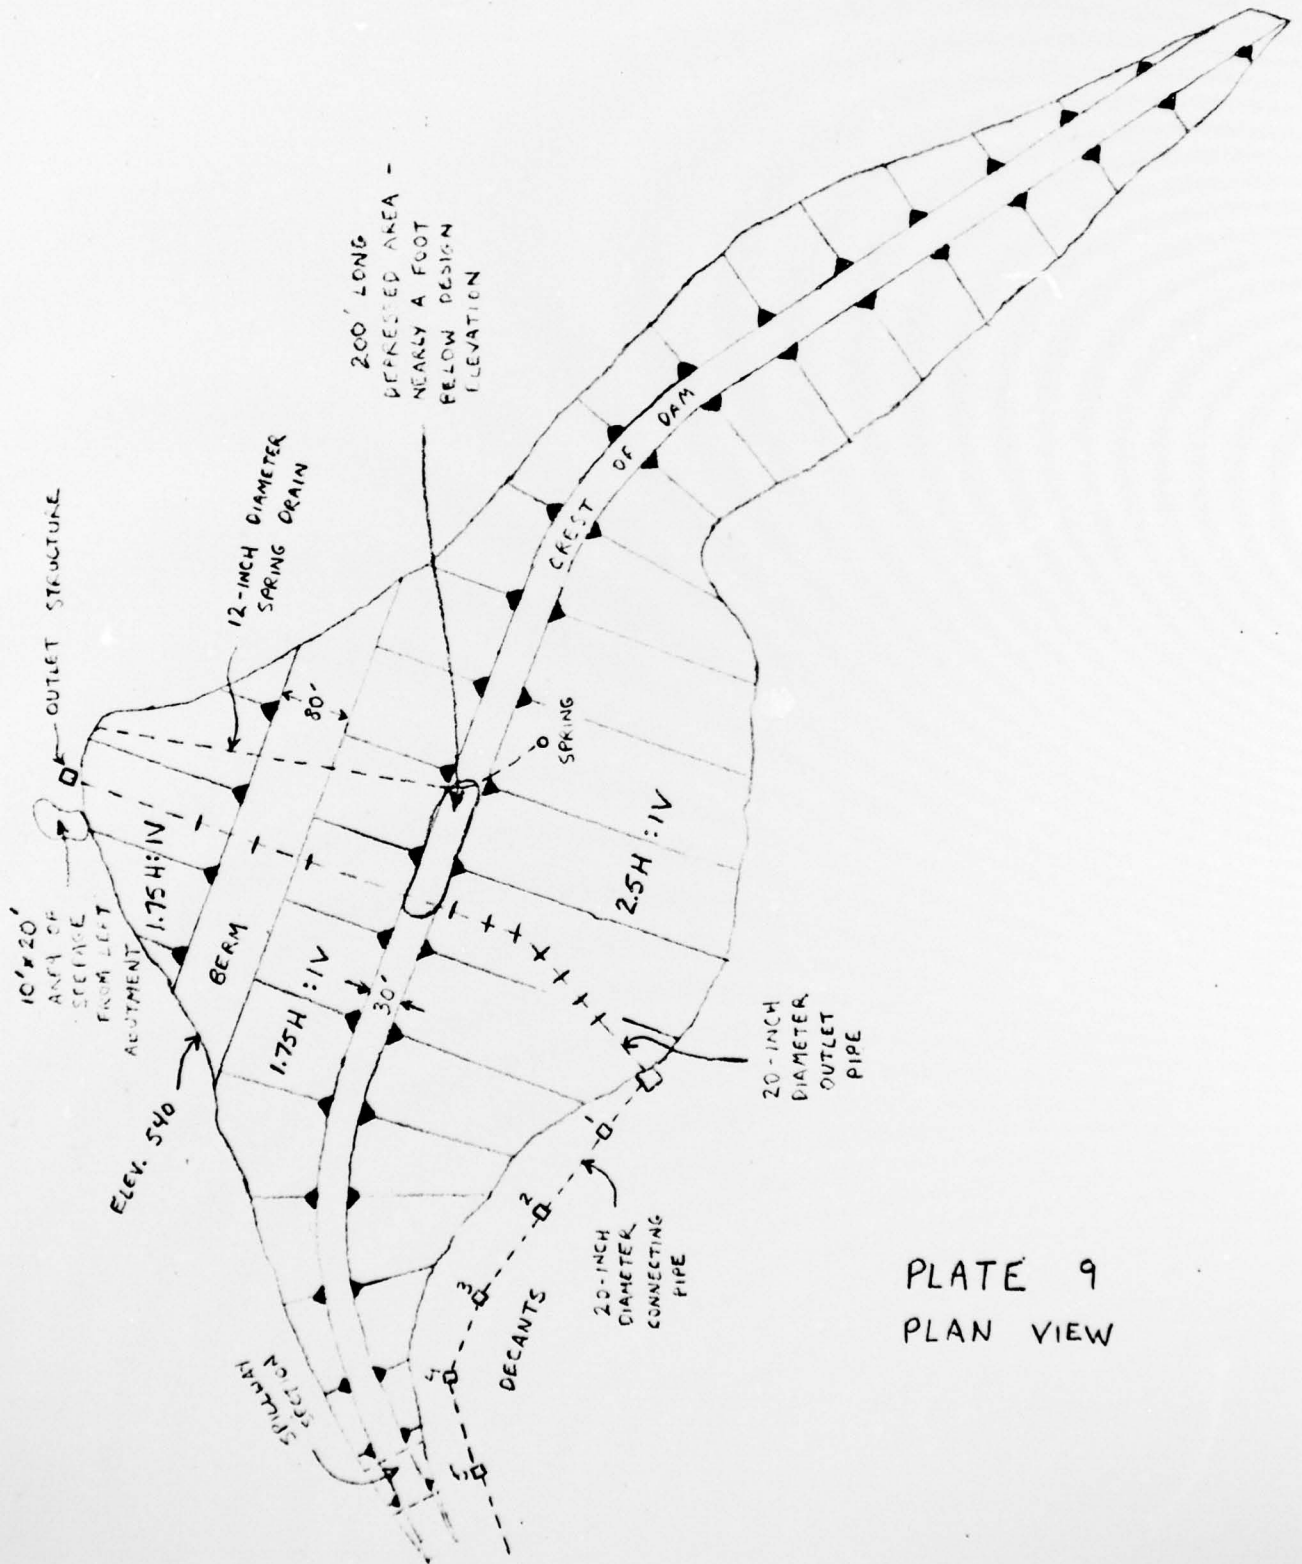 200' LONG
DEPRESSED AREA -
NEARLY A FOOT
BELOW DESIGN
ELEVATION
12-INCH DIAMETER
SPRING DRAIN
OUTLET STRUCTURE
10'x20'
AREA OF
SEEPAGE
FROM LEFT
ABUTMENT
1.75H:1V
80'
BERM
CREST OF DAM
SPRING
2.5H:1V
1.75H:1V
30'
ELEV. 540
20-INCH
DIAMETER
OUTLET
PIPE
20-INCH
DIAMETER
CONNECTING
PIPE
1
2
3
4
5
DECANTS
SPILLWAY
SECTION
PLATE 9
PLAN VIEW